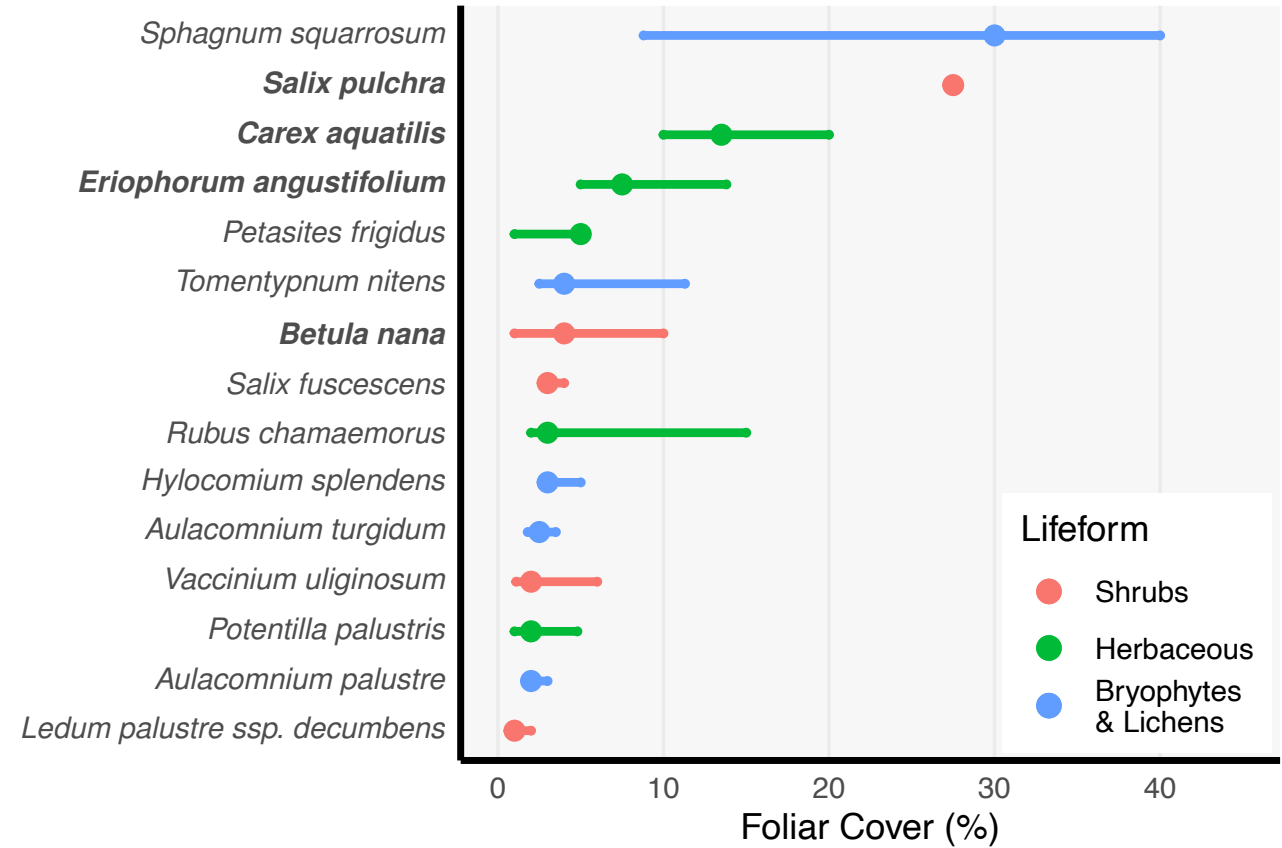 Sphagnum squarrosum
Salix pulchra
Carex aquatilis
Eriophorum angustifolium
Petasites frigidus
Tomentypnum nitens
Betula nana
Salix fuscescens
Rubus chamaemorus
Hylocomium splendens
Aulacomnium turgidum
Vaccinium uliginosum
Potentilla palustris
Aulacomnium palustre
Ledum palustre ssp. decumbens
Lifeform
Shrubs
Herbaceous
Bryophytes
& Lichens
0 10 20 30 40
Foliar Cover (%)